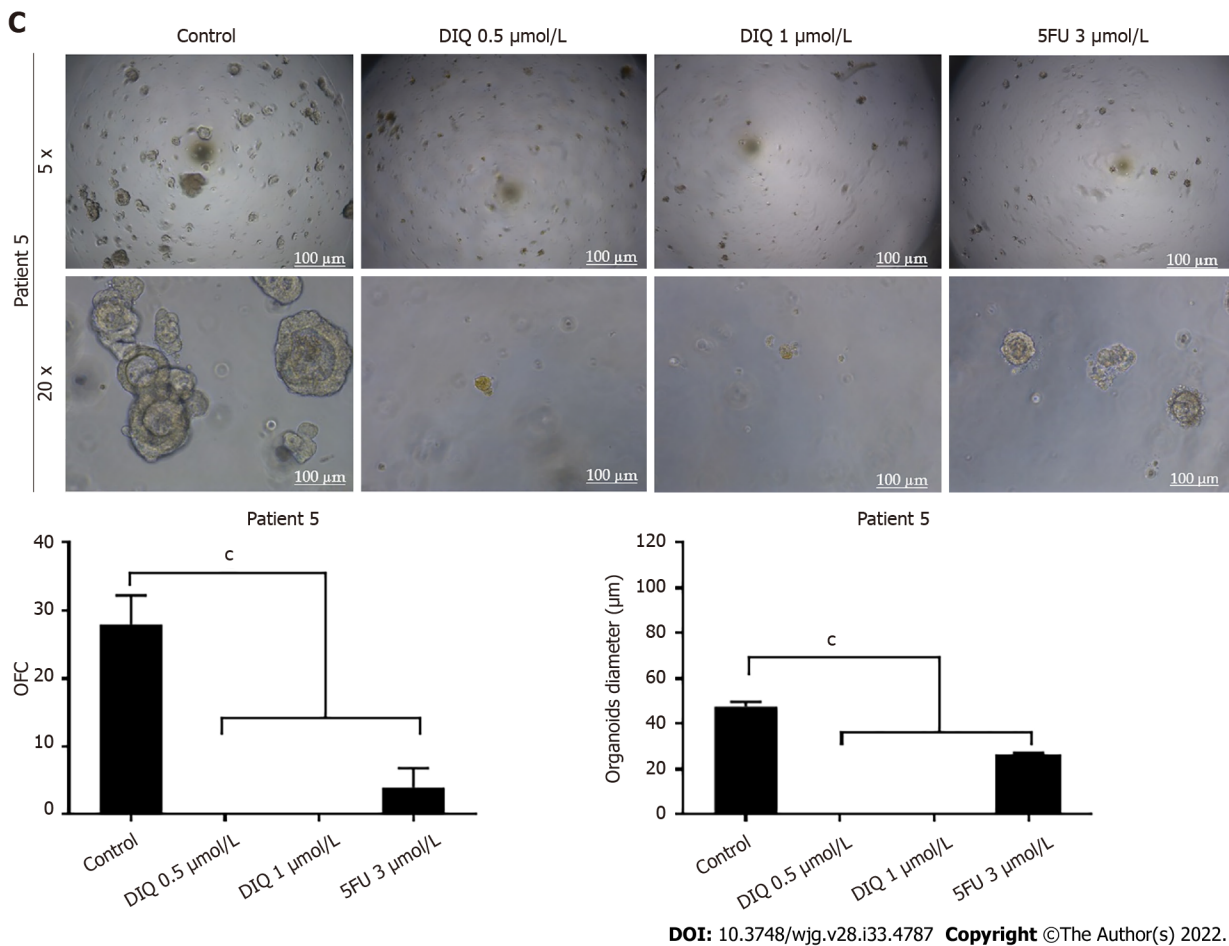 C
Control DIQ 0.5 µmol/L DIQ 1 µmol/L 5FU 3 µmol/L
Patient 5
5 x
100 µm 100 µm 100 µm 100 µm
20 x
100 µm 100 µm 100 µm 100 µm
Patient 5
OFC
40
30
20
10
0
c
Control DIQ 0.5 µmol/L DIQ 1 µmol/L 5FU 3 µmol/L
Patient 5
Organoids diameter (µm)
120
100
80
60
40
20
0
c
Control DIQ 0.5 µmol/L DIQ 1 µmol/L 5FU 3 µmol/L
DOI: 10.3748/wjg.v28.i33.4787 Copyright ©The Author(s) 2022.